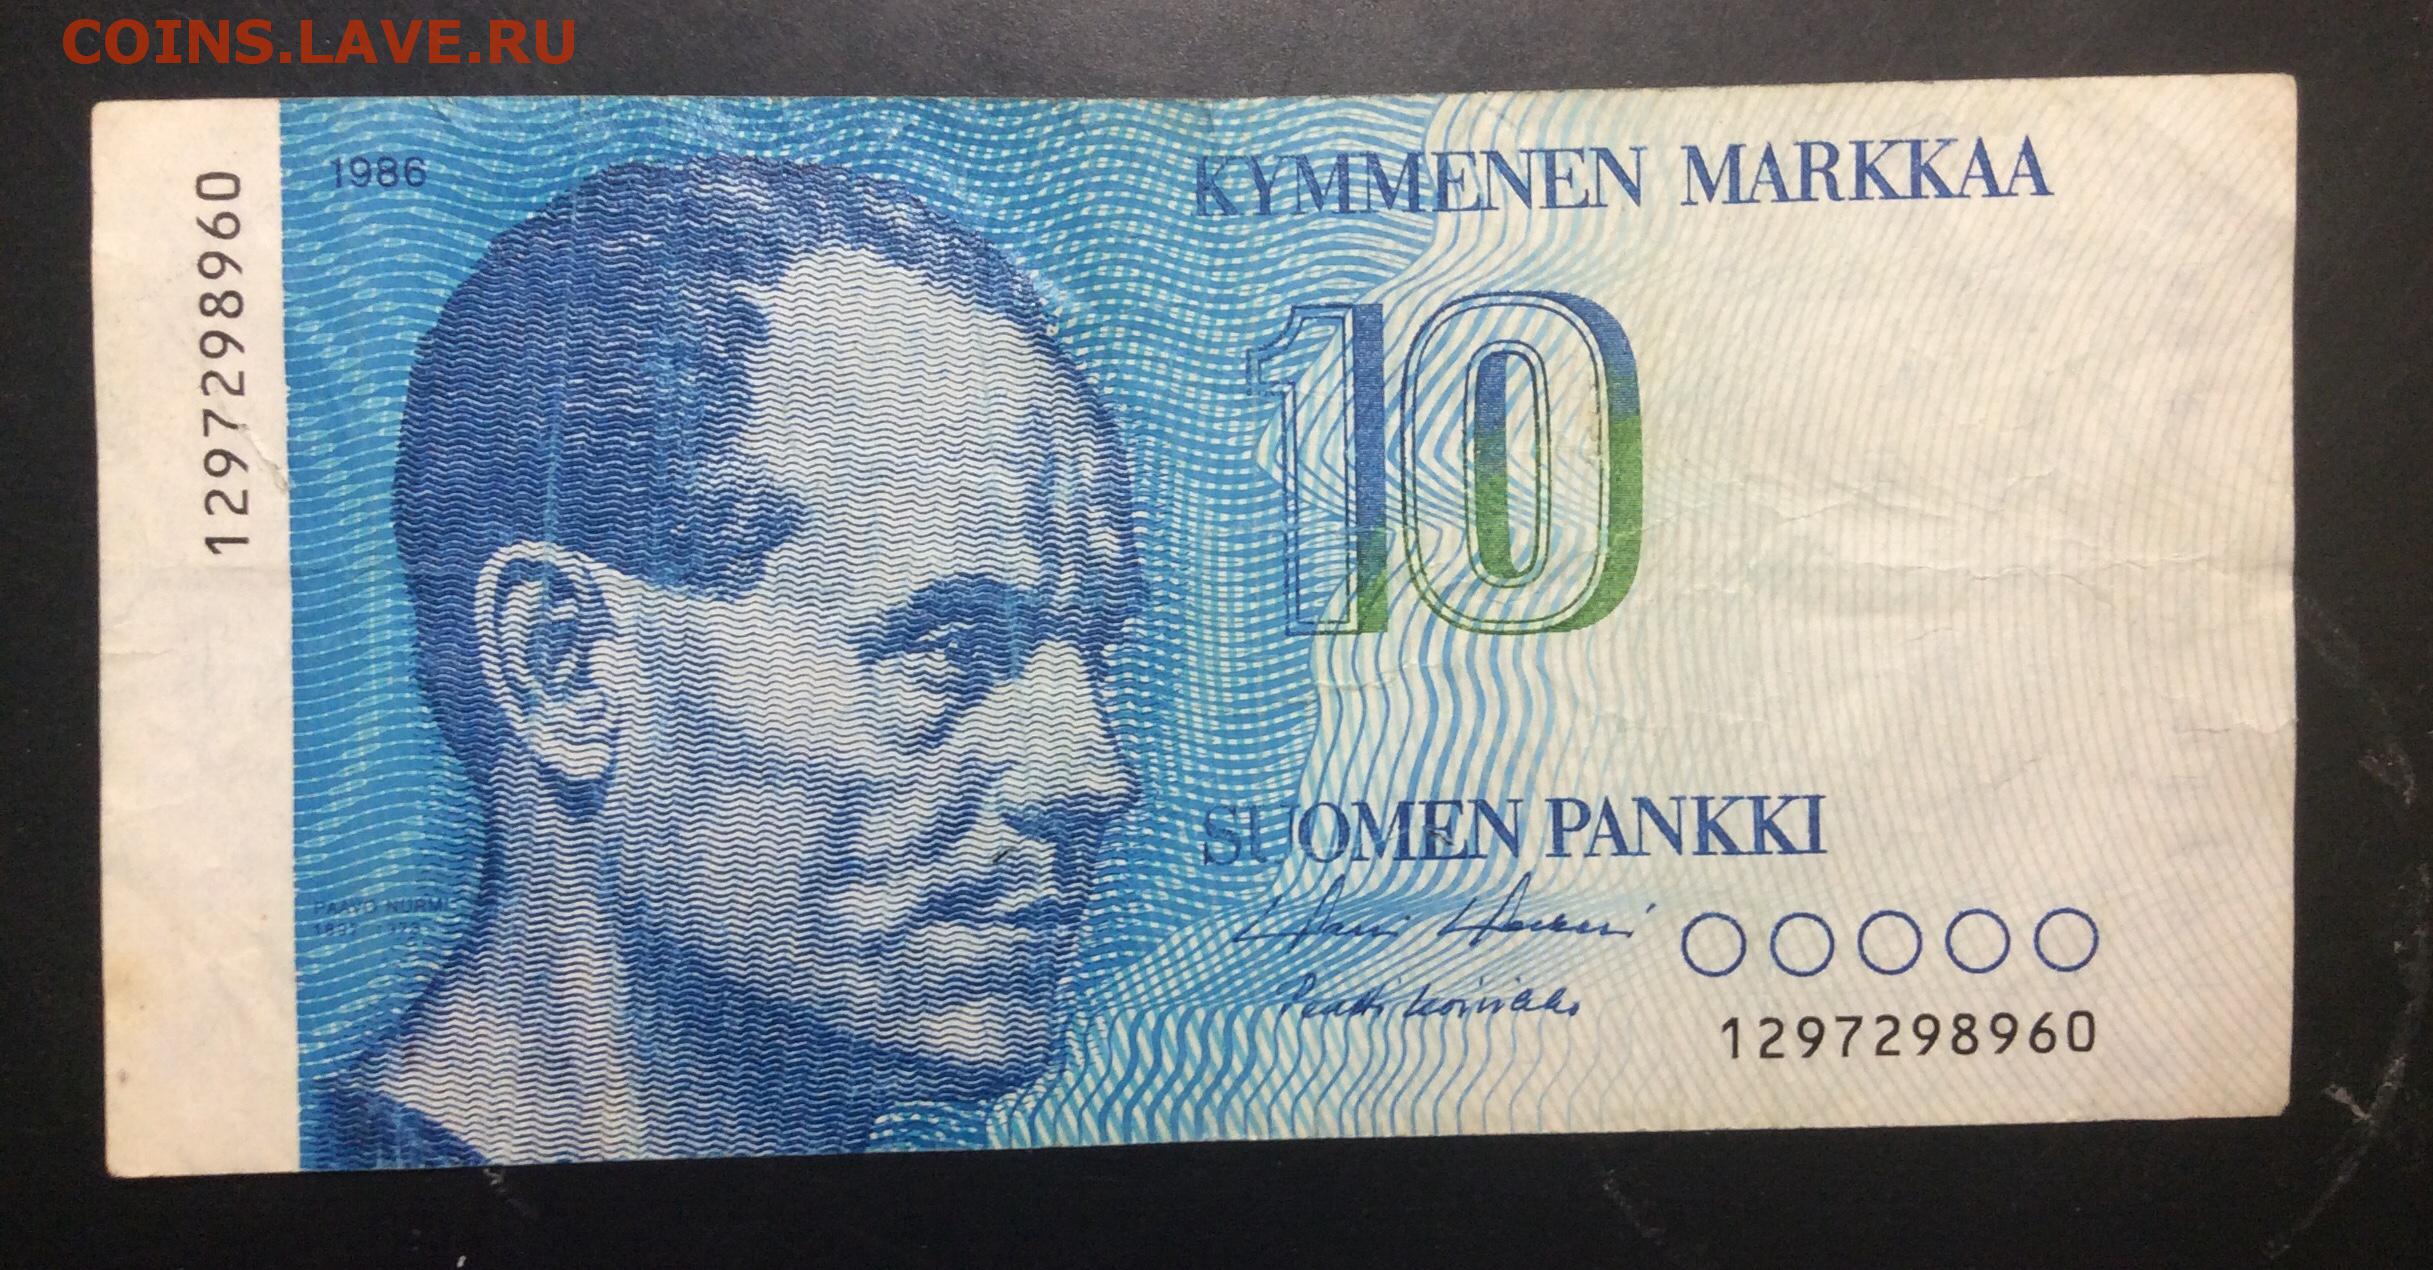 COINS.LAVE.RU
1297298960
1986
KYMMENEN MARKKAA
10
SUOMEN PANKKI
PAAVO NURMI
1297298960